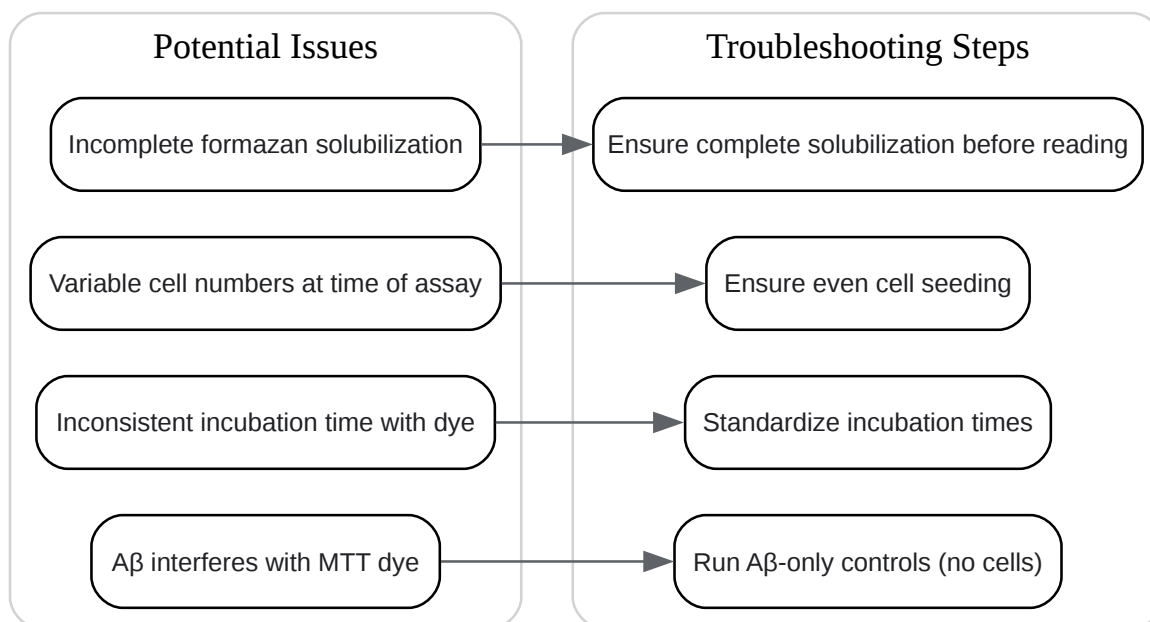 Potential Issues
Troubleshooting Steps
Incomplete formazan solubilization
Ensure complete solubilization before reading
Variable cell numbers at time of assay
Ensure even cell seeding
Inconsistent incubation time with dye
Standardize incubation times
Aβ interferes with MTT dye
Run Aβ-only controls (no cells)